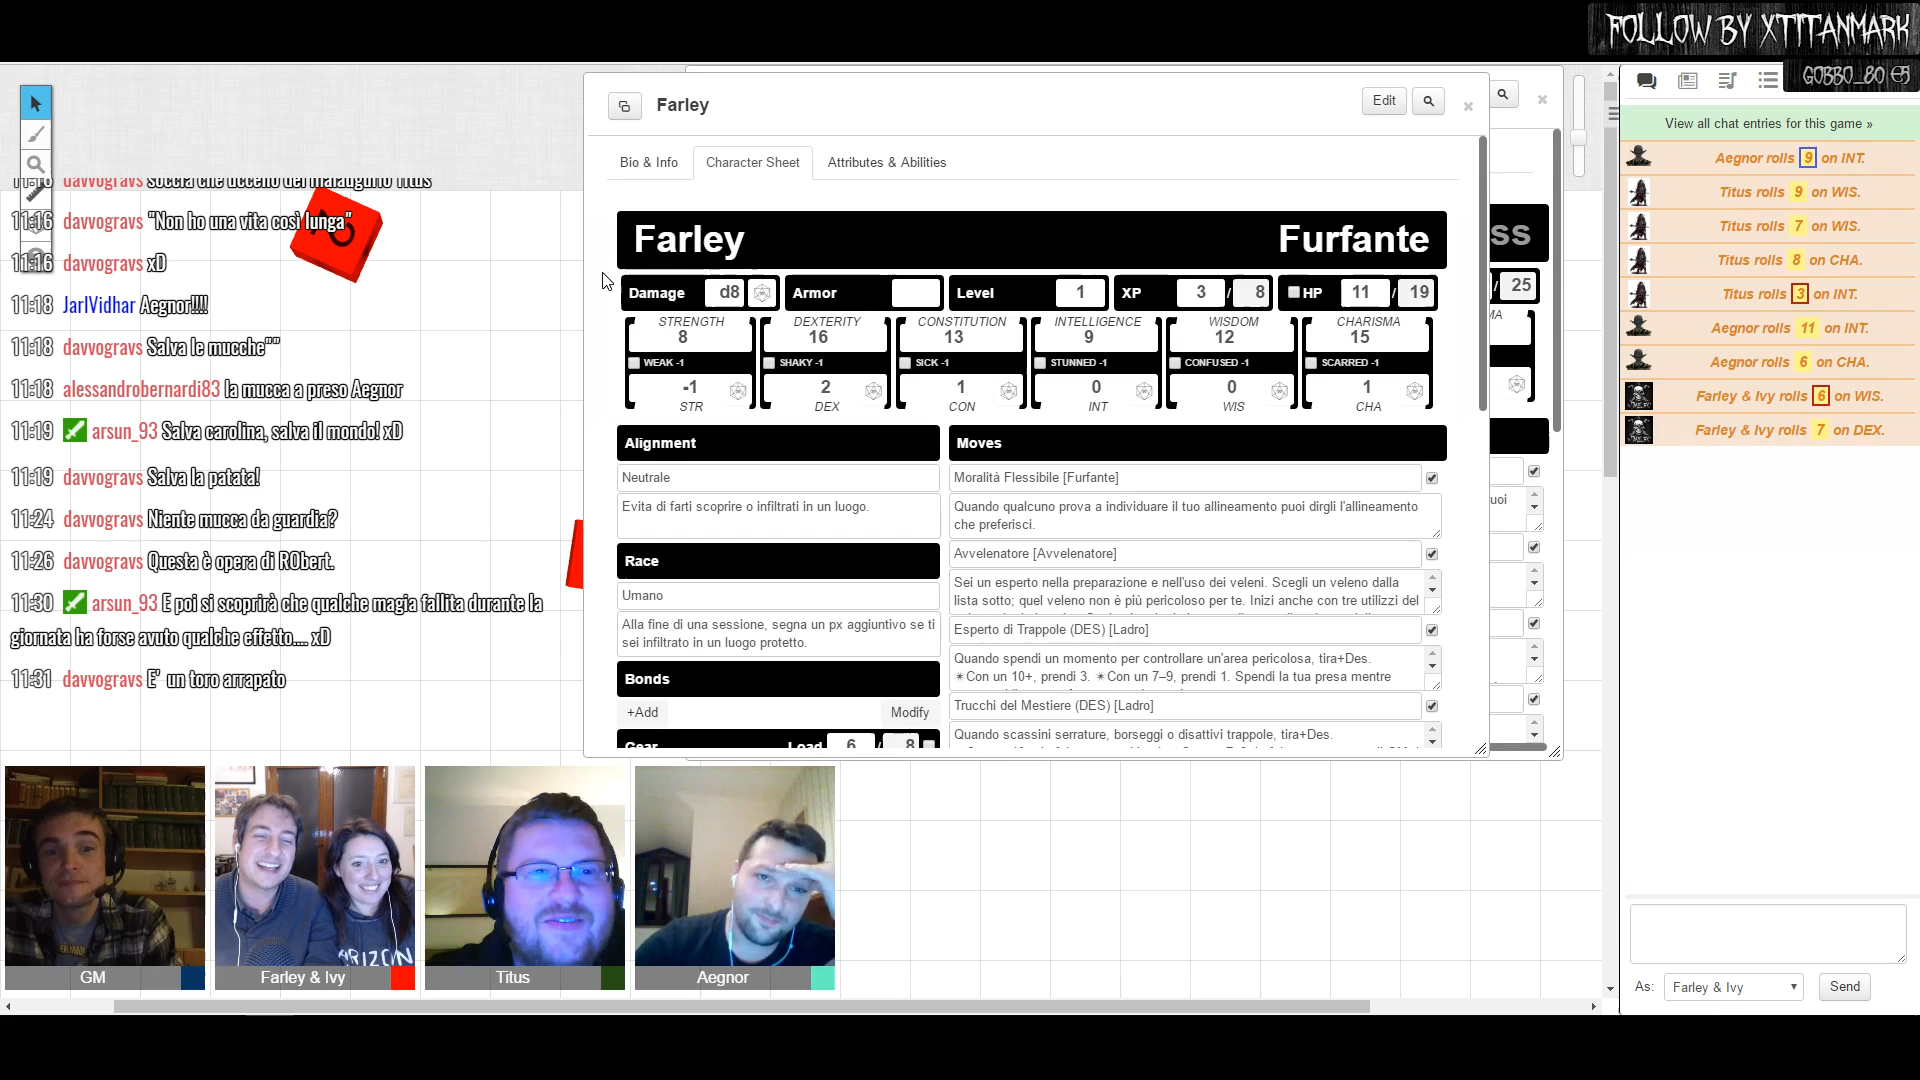 FOLLOW BY XTITANMARK
GOBBO_80
Farley
Edit
Bio & Info
Character Sheet
Attributes & Abilities
Farley
Furfante
ss
Damage d8
Armor
Level 1
XP 3 / 8
HP 11 / 19
/ 25
STRENGTH
8
WEAK -1
-1
STR
DEXTERITY
16
SHAKY -1
2
DEX
CONSTITUTION
13
SICK -1
1
CON
INTELLIGENCE
9
STUNNED -1
0
INT
WISDOM
12
CONFUSED -1
0
WIS
CHARISMA
15
SCARRED -1
1
CHA
MA
Alignment
Neutrale
Evita di farti scoprire o infiltrati in un luogo.
Race
Umano
Alla fine di una sessione, segna un px aggiuntivo se ti
sei infiltrato in un luogo protetto.
Bonds
+Add
Modify
Gear
Load 6 / 8
Moves
Moralità Flessibile [Furfante]
Quando qualcuno prova a individuare il tuo allineamento puoi dirgli l'allineamento
che preferisci.
Avvelenatore [Avvelenatore]
Sei un esperto nella preparazione e nell'uso dei veleni. Scegli un veleno dalla
lista sotto; quel veleno non è più pericoloso per te. Inizi anche con tre utilizzi del
Esperto di Trappole (DES) [Ladro]
Quando spendi un momento per controllare un'area pericolosa, tira+Des.
✴Con un 10+, prendi 3. ✴Con un 7–9, prendi 1. Spendi la tua presa mentre
Trucchi del Mestiere (DES) [Ladro]
Quando scassini serrature, borseggi o disattivi trappole, tira+Des.
uoi
11:16 davvogravs soccia che uccello del malaugurio Titus
11:16 davvogravs "Non ho una vita così lunga"
11:16 davvogravs xD
11:18 JarlVidhar Aegnor!!!!
11:18 davvogravs Salva le mucche""
11:18 alessandrobernardi83 la mucca a preso Aegnor
11:19 arsun_93 Salva carolina, salva il mondo! xD
11:19 davvogravs Salva la patata!
11:24 davvogravs Niente mucca da guardia?
11:26 davvogravs Questa è opera di RObert.
11:30 arsun_93 E poi si scoprirà che qualche magia fallita durante la
giornata ha forse avuto qualche effetto.... xD
11:31 davvogravs E' un toro arrapato
View all chat entries for this game »
Aegnor rolls 9 on INT.
Titus rolls 9 on WIS.
Titus rolls 7 on WIS.
Titus rolls 8 on CHA.
Titus rolls 3 on INT.
Aegnor rolls 11 on INT.
Aegnor rolls 6 on CHA.
Farley & Ivy rolls 6 on WIS.
Farley & Ivy rolls 7 on DEX.
GM
Farley & Ivy
Titus
Aegnor
As:
Farley & Ivy
Send